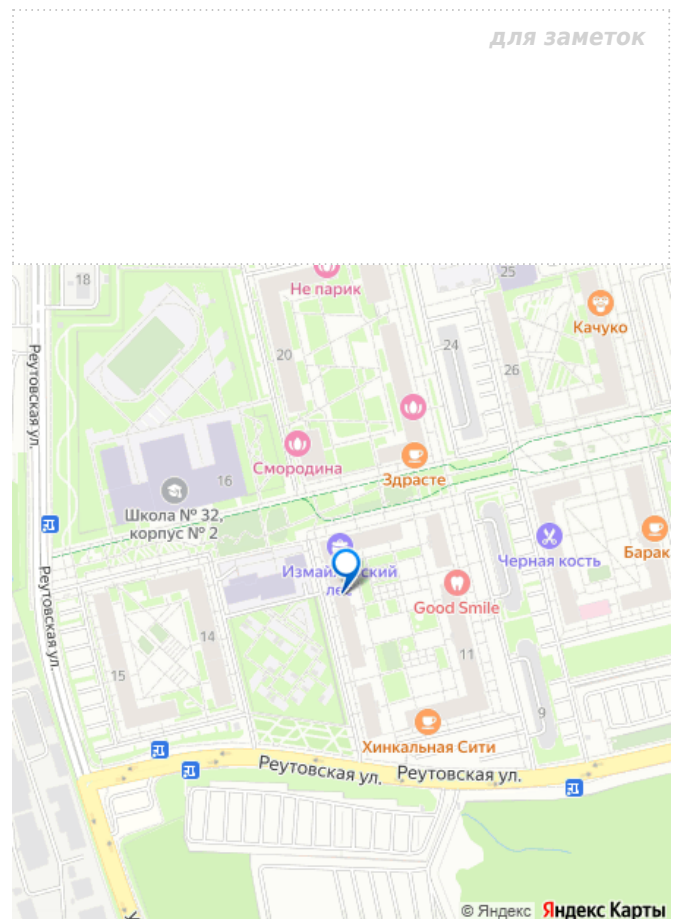 для заметок
18
Не парик
25
Качуко
20
24
26
Реутовская ул.
Смородина
Здрасте
16
Школа № 32,
корпус № 2
Черная кость
Барак
Good Smile
Реутовская ул.
14
15
11
9
Хинкальная Сити
Реутовская ул.
Реутовская ул.
© Яндекс Яндекс Карты